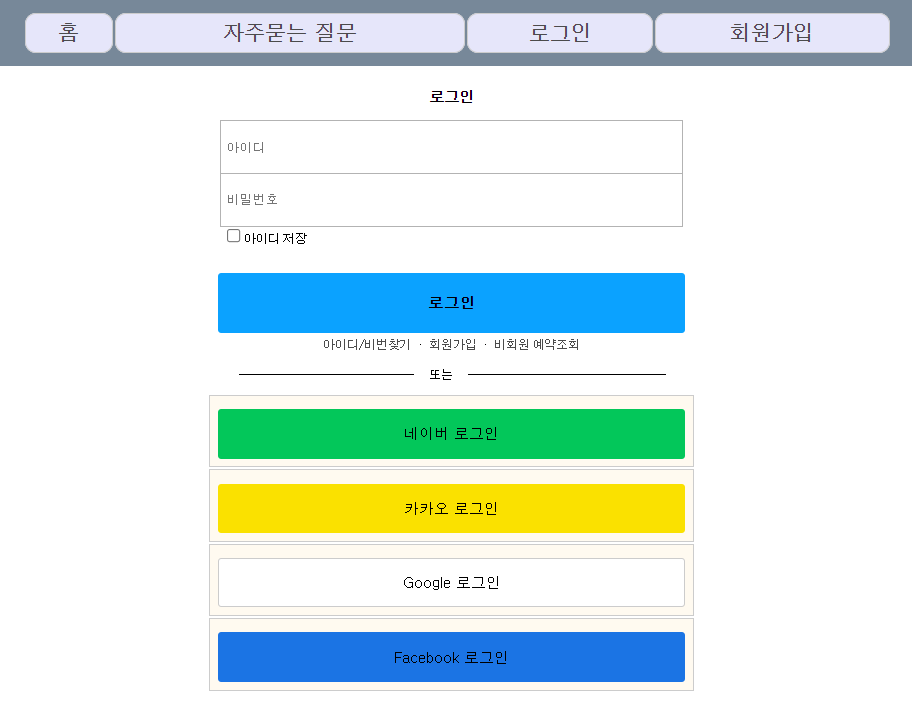 홈 자주묻는 질문 로그인 회원가입
로그인
아이디
비밀번호
아이디 저장
로그인
아이디/비번찾기 · 회원가입 · 비회원 예약조회
또는
네이버 로그인
카카오 로그인
Google 로그인
Facebook 로그인